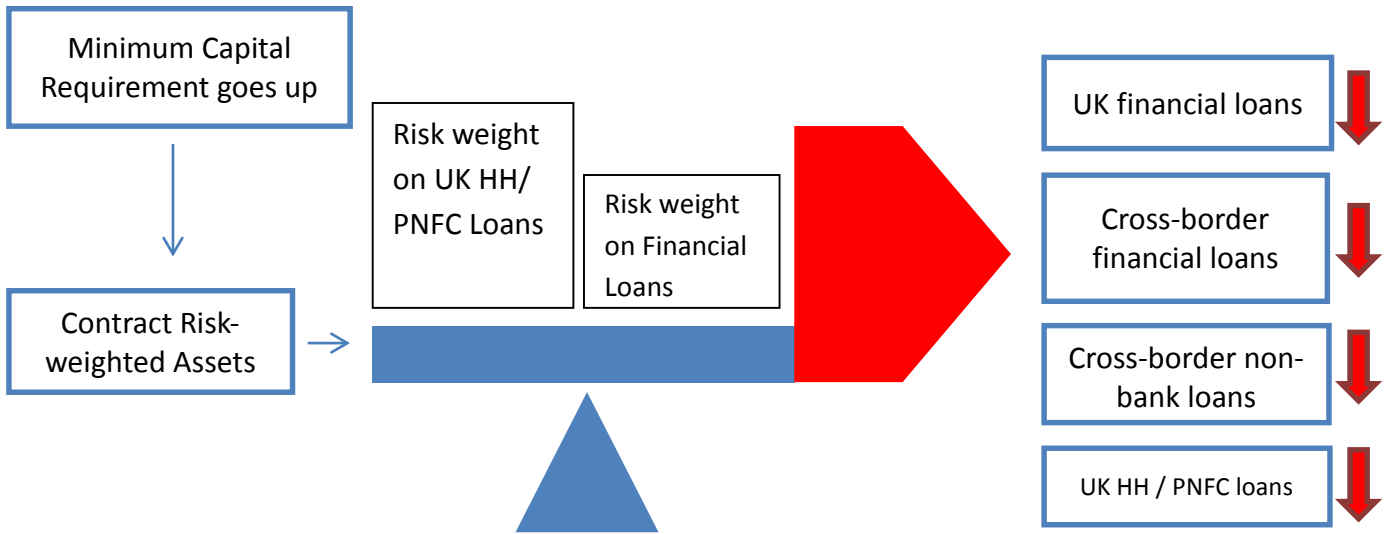 Minimum Capital
Requirement goes up
Contract Risk-
weighted Assets
Risk weight
on UK HH/
PNFC Loans
Risk weight
on Financial
Loans
UK financial loans
Cross-border
financial loans
Cross-border non-
bank loans
UK HH / PNFC loans